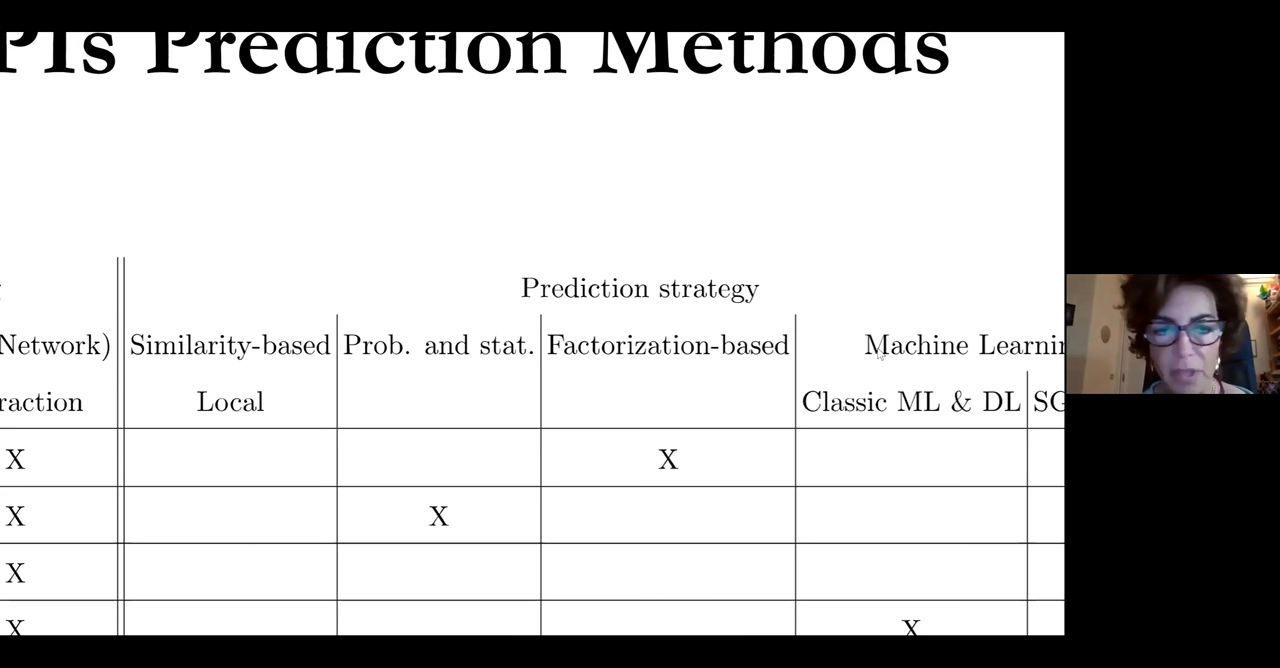 PIs Prediction Methods
Prediction strategy
Network) Similarity-based Prob. and stat. Factorization-based Machine Learnin
raction Local Classic ML & DL SG
X X
X X
X
X X